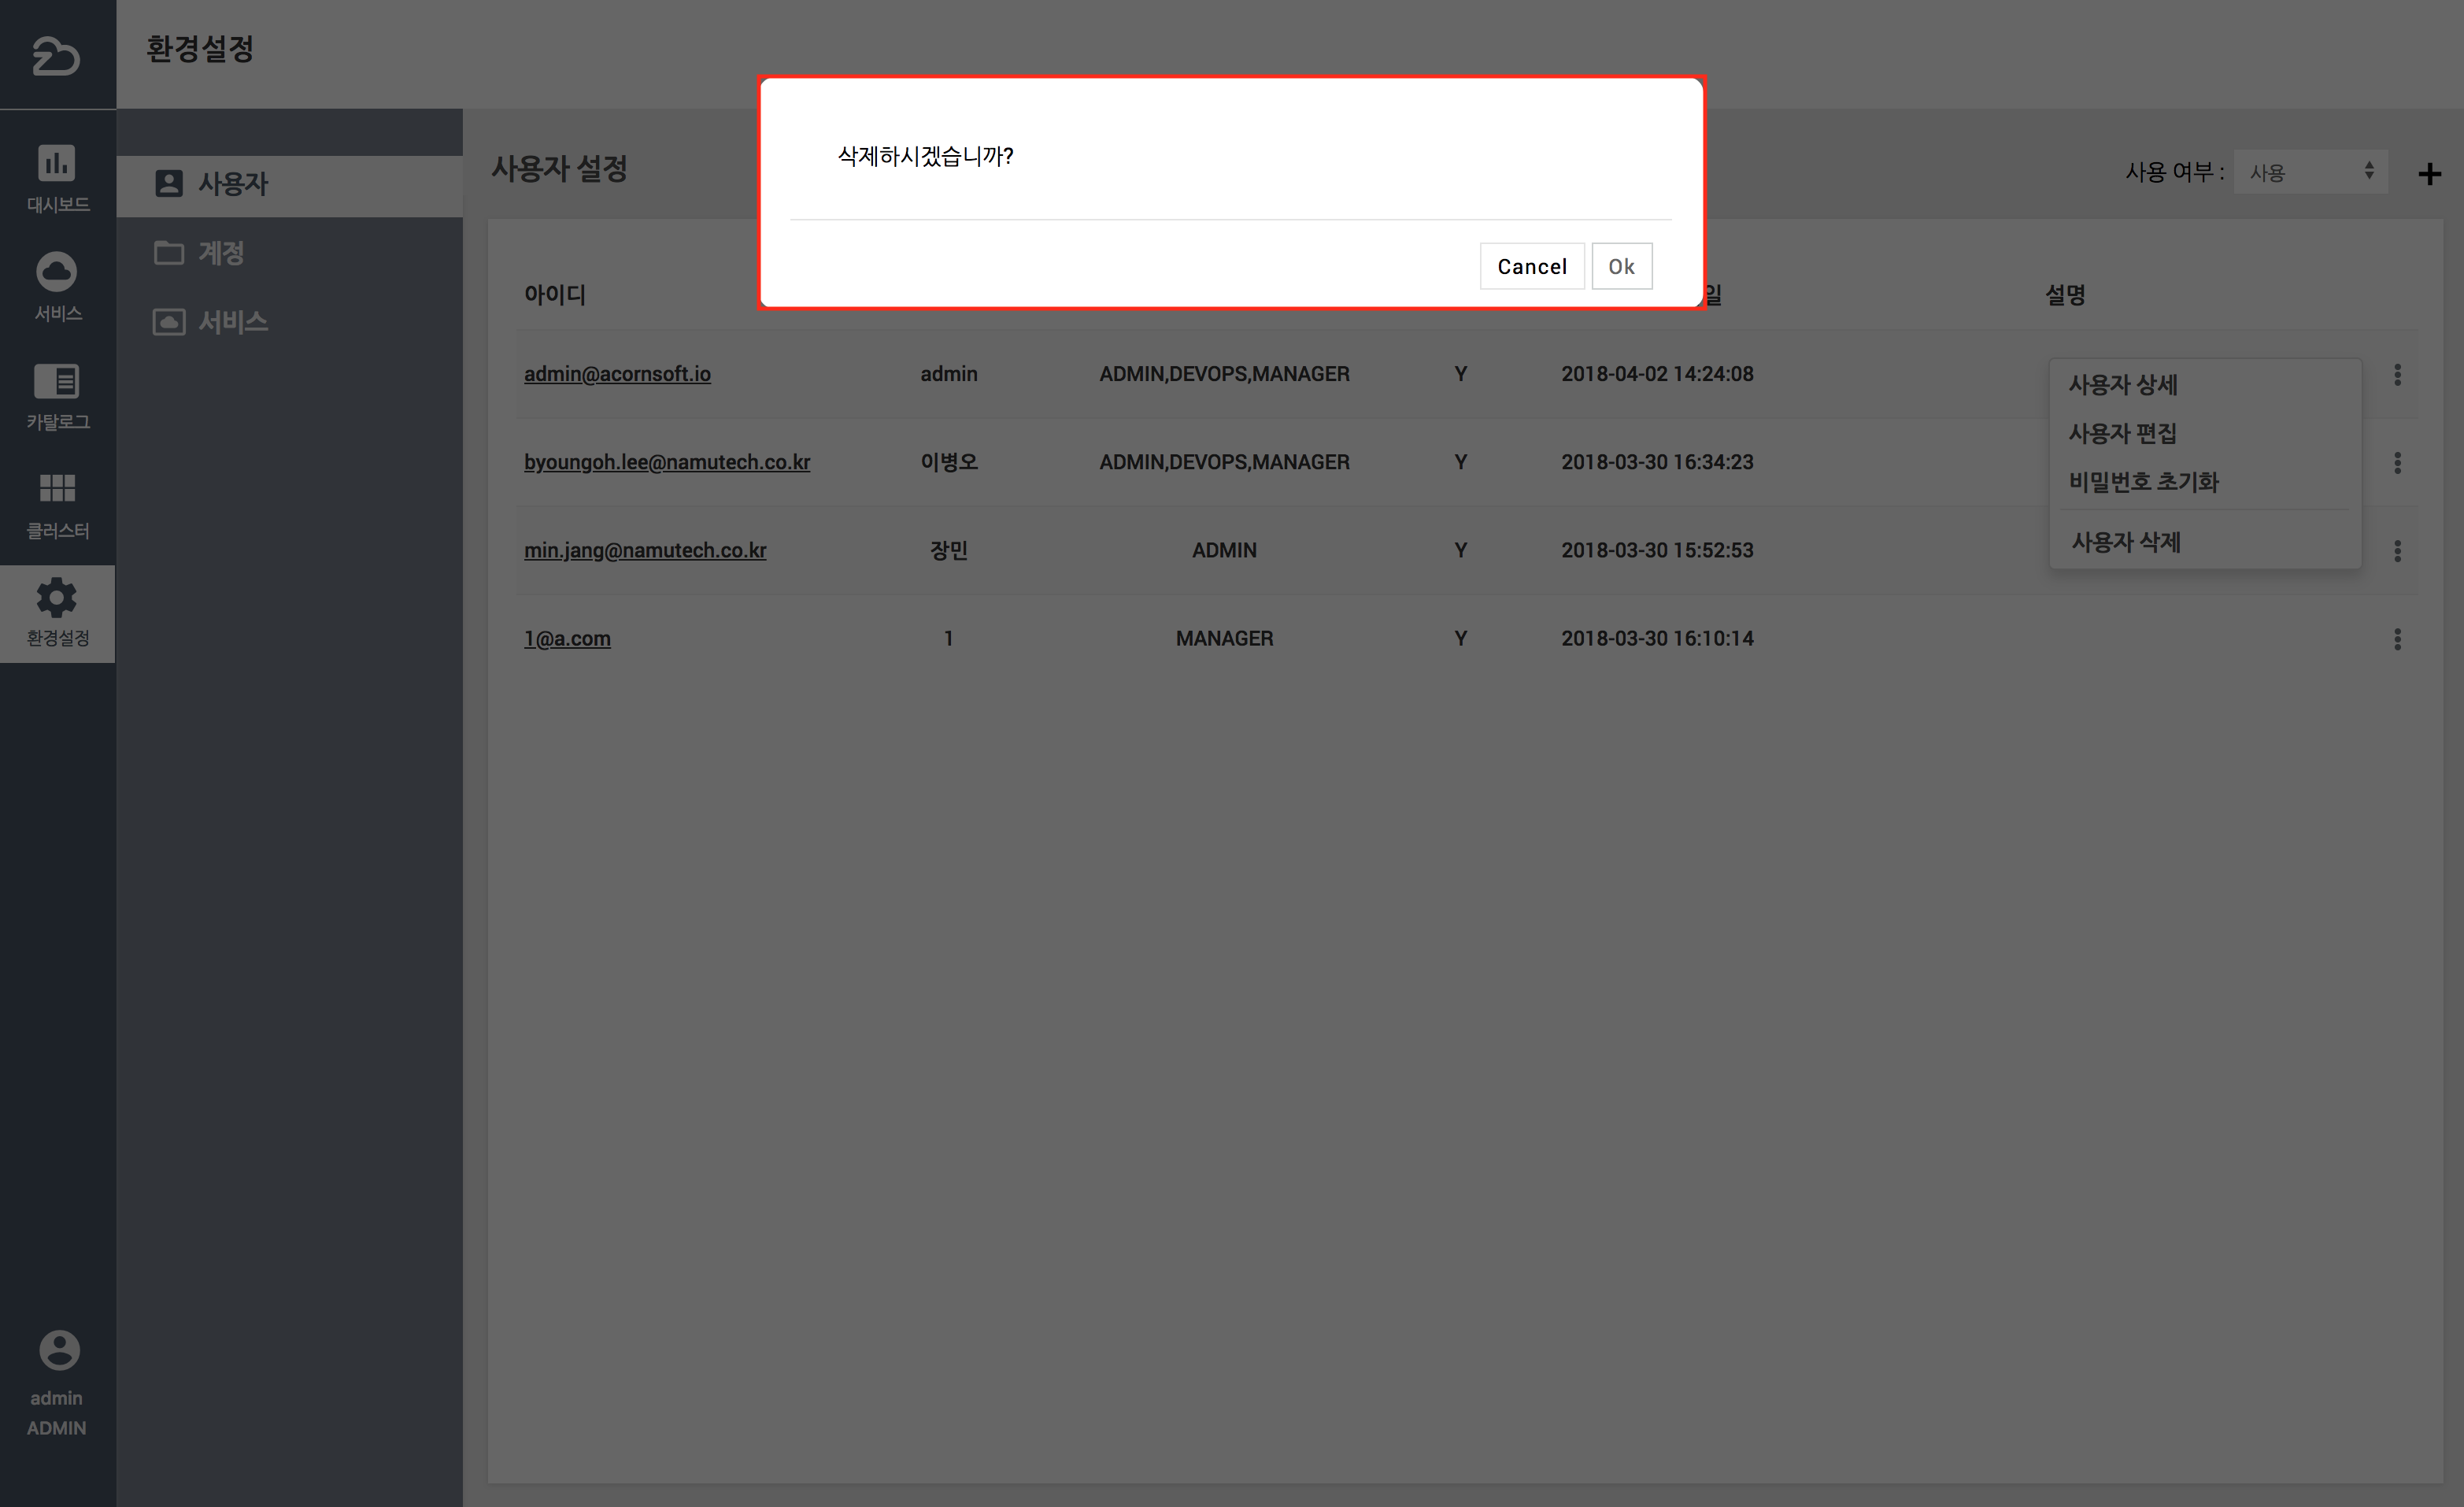 환경설정
대시보드
서비스
카탈로그
클러스터
환경설정
admin
ADMIN
사용자
계정
서비스
사용자 설정
사용 여부 : 사용
삭제하시겠습니까?
Cancel Ok
아이디 일 설명
admin@acornsoft.io admin ADMIN,DEVOPS,MANAGER Y 2018-04-02 14:24:08
byoungoh.lee@namutech.co.kr 이병오 ADMIN,DEVOPS,MANAGER Y 2018-03-30 16:34:23
min.jang@namutech.co.kr 장민 ADMIN Y 2018-03-30 15:52:53
1@a.com 1 MANAGER Y 2018-03-30 16:10:14
사용자 상세
사용자 편집
비밀번호 초기화
사용자 삭제